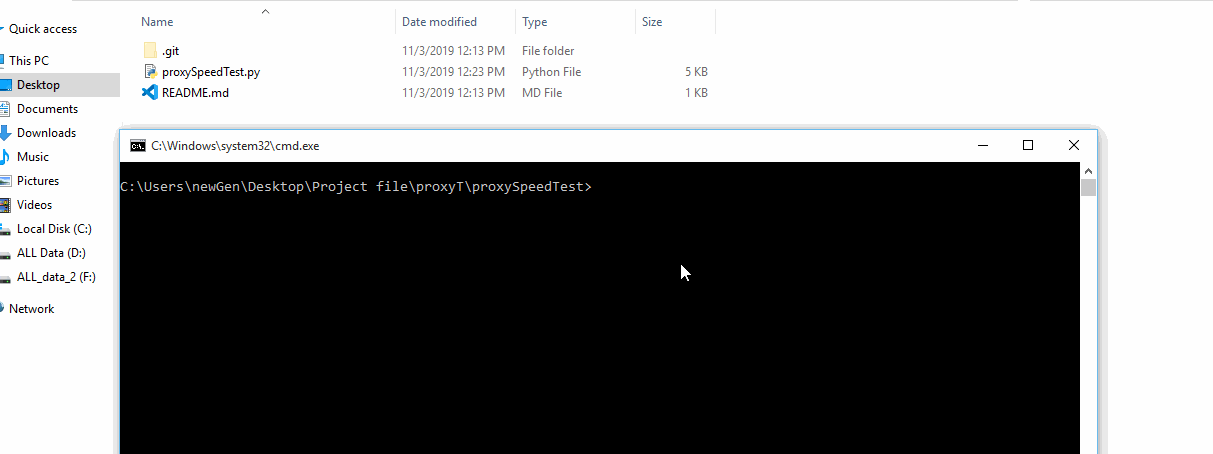 Name Date modified Type Size
Quick access
.git 11/3/2019 12:13 PM File folder
This PC
proxySpeedTest.py 11/3/2019 12:23 PM Python File 5 KB
Desktop
README.md 11/3/2019 12:13 PM MD File 1 KB
Documents
Downloads
Music
Pictures
Videos
Local Disk (C:)
ALL Data (D:)
ALL_data_2 (F:)
Network
C:\Windows\system32\cmd.exe
C:\Users\newGen\Desktop\Project file\proxyT\proxySpeedTest>